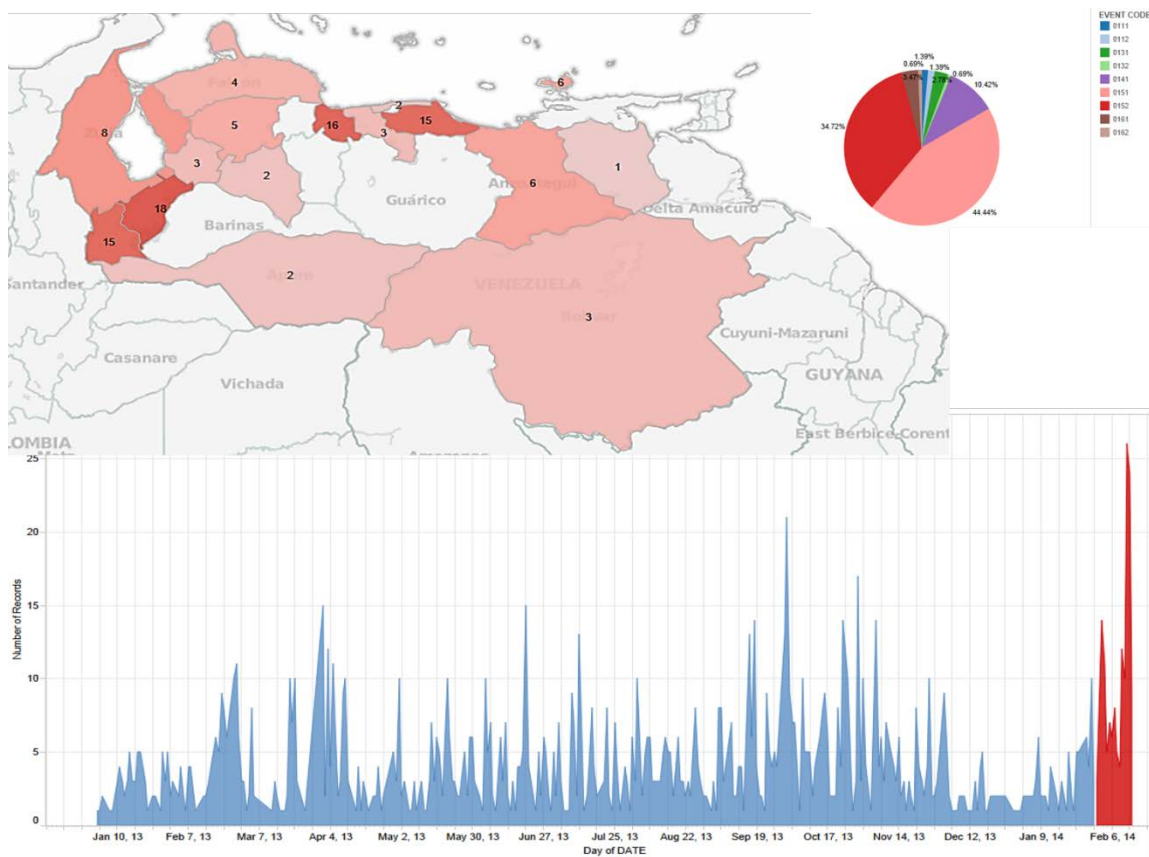 EVENT CODE
0111
0112
0131
0132
0141
0151
0152
0161
0162
1.39%
0.69% 1.39%
3.47% 2.78% 0.69%
10.42%
34.72%
44.44%
4
6
2
8
5
16
15
3
3
2
1
6
Guárico
18
Barinas
Delta Amacuro
15
2
Santander
VENEZUELA
3
Cuyuni-Mazaruni
Casanare
Vichada
GUYANA
East Berbice-Corent
OMBIA
25
20
15
10
5
0
Number of Records
Jan 10, 13 Feb 7, 13 Mar 7, 13 Apr 4, 13 May 2, 13 May 30, 13 Jun 27, 13 Jul 25, 13 Aug 22, 13 Sep 19, 13 Oct 17, 13 Nov 14, 13 Dec 12, 13 Jan 9, 14 Feb 6, 14
Day of DATE